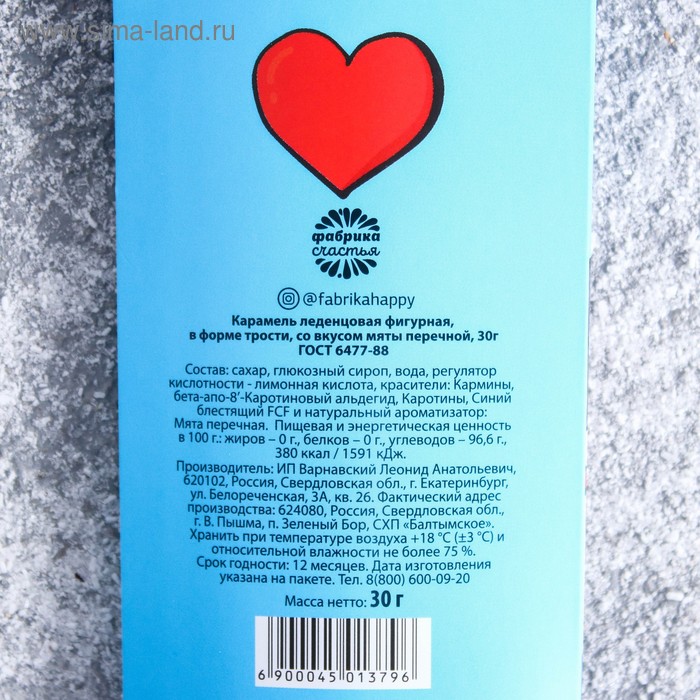 www.sima-land.ru
фабрика
счастья
@fabrikahappy
Карамель леденцовая фигурная,
в форме трости, со вкусом мяты перечной, 30г
ГОСТ 6477-88
Состав: сахар, глюкозный сироп, вода, регулятор
кислотности - лимонная кислота, красители: Кармины,
бета-апо-8'-Каротиновый альдегид, Каротины, Синий
блестящий FCF и натуральный ароматизатор:
Мята перечная. Пищевая и энергетическая ценность
в 100 г.: жиров – 0 г., белков – 0 г., углеводов – 96,6 г.,
380 ккал / 1591 кДж.
Производитель: ИП Варнавский Леонид Анатольевич,
620102, Россия, Свердловская обл., г. Екатеринбург,
ул. Белореченская, 3А, кв. 26. Фактический адрес
производства: 624080, Россия, Свердловская обл.,
г. В. Пышма, п. Зеленый Бор, СХП «Балтымское».
Хранить при температуре воздуха +18 °С (±3 °С) и
относительной влажности не более 75 %.
Срок годности: 12 месяцев. Дата изготовления
указана на пакете. Тел. 8(800) 600-09-20
Масса нетто: 30 г
6 900045 013796